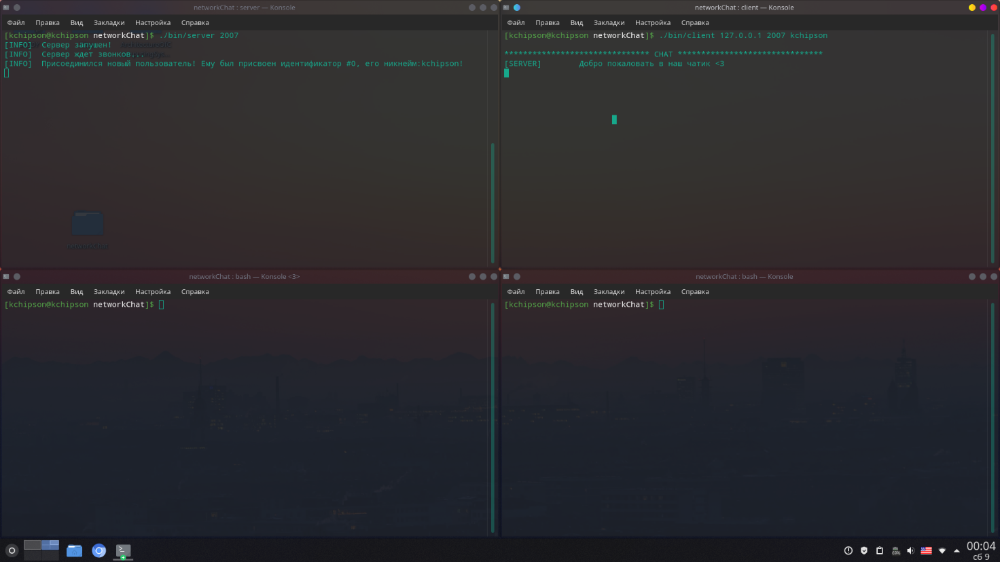 networkChat : server — Konsole
Файл Правка Вид Закладки Настройка Справка
[kchipson@kchipson networkChat]$ ./bin/server 2007
[INFO] Сервер запушен!
[INFO] Сервер ждет звонков...
[INFO] Присоединился новый пользователь! Ему был присвоен идентификатор #0, его никнейм:kchipson!
networkChat
networkChat : client — Konsole
Файл Правка Вид Закладки Настройка Справка
[kchipson@kchipson networkChat]$ ./bin/client 127.0.0.1 2007 kchipson
******************************* CHAT *******************************
[SERVER] Добро пожаловать в наш чатик <3
networkChat : bash — Konsole <3>
Файл Правка Вид Закладки Настройка Справка
[kchipson@kchipson networkChat]$
networkChat : bash — Konsole
Файл Правка Вид Закладки Настройка Справка
[kchipson@kchipson networkChat]$
69%
00:04
сб 9